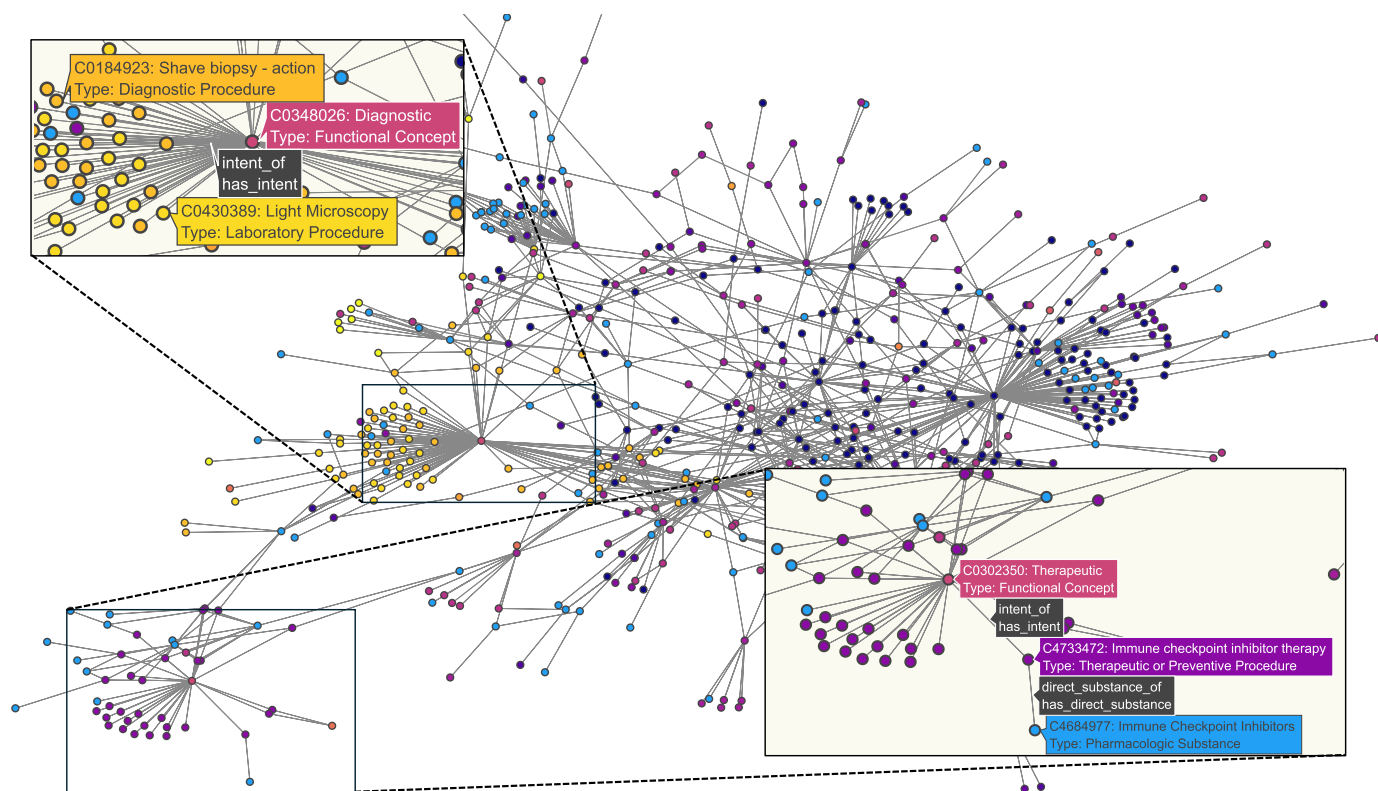 C0184923: Shave biopsy - action
Type: Diagnostic Procedure
C0348026: Diagnostic
Type: Functional Concept
intent_of
has_intent
C0430389: Light Microscopy
Type: Laboratory Procedure
C0302350: Therapeutic
Type: Functional Concept
intent_of
has_intent
C4733472: Immune checkpoint inhibitor therapy
Type: Therapeutic or Preventive Procedure
direct_substance_of
has_direct_substance
C4684977: Immune Checkpoint Inhibitors
Type: Pharmacologic Substance